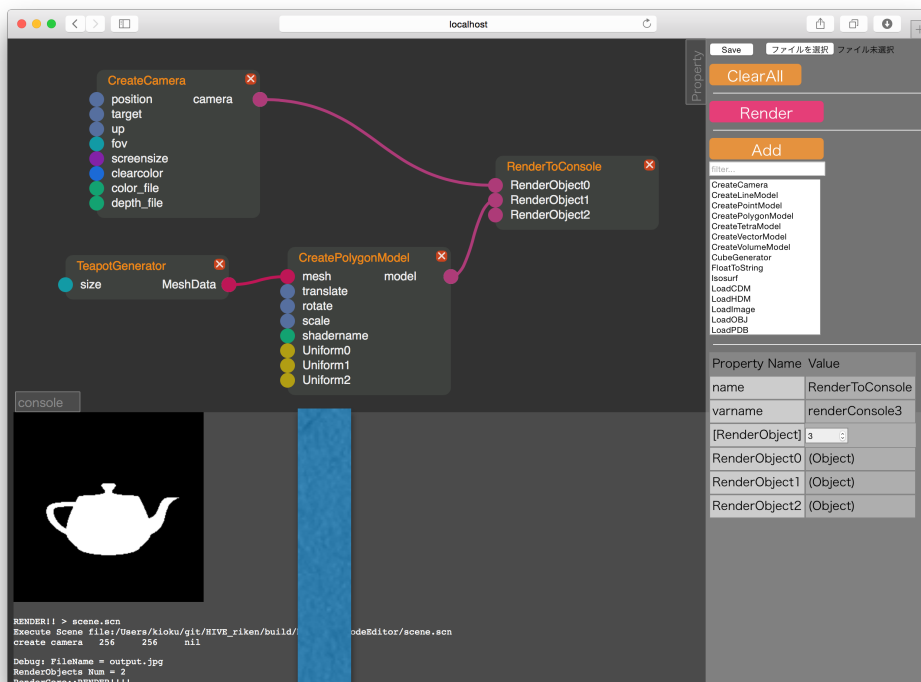 localhost
Property
Save ファイルを選択 ファイル未選択
ClearAll
Render
Add
filter...
CreateCamera
CreateLineModel
CreatePointModel
CreatePolygonModel
CreateTetraModel
CreateVectorModel
CreateVolumeModel
CubeGenerator
FloatToString
Isosurf
LoadCDM
LoadHDM
LoadImage
LoadOBJ
LoadPDB
CreateCamera
position camera
target
up
fov
screensize
clearcolor
color_file
depth_file
RenderToConsole
RenderObject0
RenderObject1
RenderObject2
TeapotGenerator
size MeshData
CreatePolygonModel
mesh model
translate
rotate
scale
shadername
Uniform0
Uniform1
Uniform2
Property Name Value
name RenderToConsole
varname renderConsole3
[RenderObject] 3
RenderObject0 (Object)
RenderObject1 (Object)
RenderObject2 (Object)
console
RENDER!! > scene.scn
Execute Scene file:/Users/kioku/git/HIVE_riken/build/ odeEditor/scene.scn
create camera 256 256 nil
Debug: FileName = output.jpg
RenderObjects Num = 2
RenderCore::RENDER!!!!